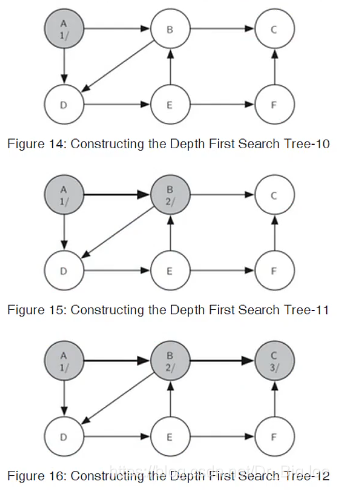 A
1/
B
C
D
E
F
Figure 14: Constructing the Depth First Search Tree-10
A
1/
B
2/
C
D
E
F
Figure 15: Constructing the Depth First Search Tree-11
A
1/
B
2/
C
3/
D
E
F
Figure 16: Constructing the Depth First Search Tree-12